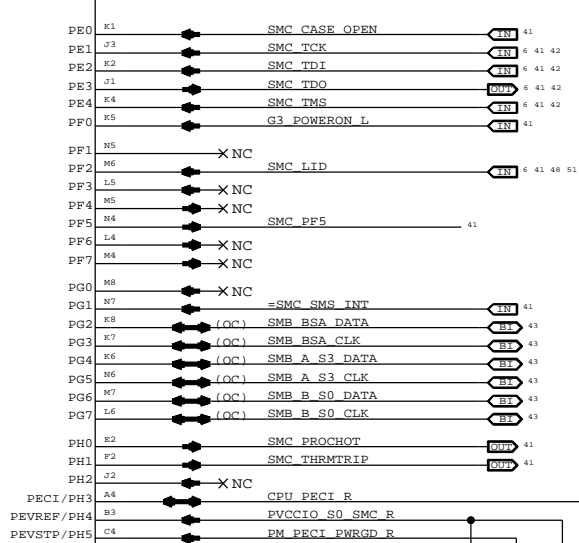 PE0 K1 SMC_CASE_OPEN IN 41
PE1 J3 SMC_TCK IN 6 41 42
PE2 K2 SMC_TDI IN 6 41 42
PE3 J1 SMC_TDO OUT 6 41 42
PE4 K4 SMC_TMS IN 6 41 42
PF0 K5 G3_POWERON_L IN 41
PF1 N5 NC
PF2 M6 SMC_LID IN 6 41 48 51
PF3 L5 NC
PF4 M5 NC
PF5 N4 SMC_PF5 41
PF6 L4 NC
PF7 M4 NC
PG0 M8 NC
PG1 N7 =SMC_SMS_INT IN 41
PG2 K8 (OC) SMB_BSA_DATA BI 43
PG3 K7 (OC) SMB_BSA_CLK BI 43
PG4 K6 (OC) SMB_A_S3_DATA BI 43
PG5 N6 (OC) SMB_A_S3_CLK BI 43
PG6 M7 (OC) SMB_B_S0_DATA BI 43
PG7 L6 (OC) SMB_B_S0_CLK BI 43
PH0 E2 SMC_PROCHOT OUT 41
PH1 F2 SMC_THRMTRIP OUT 41
PH2 J2 NC
PECI/PH3 A4 CPU_PECI_R
PEVREF/PH4 B3 PVCCIO_S0_SMC_R
PEVSTP/PH5 C4 PM_PECI_PWRGD_R